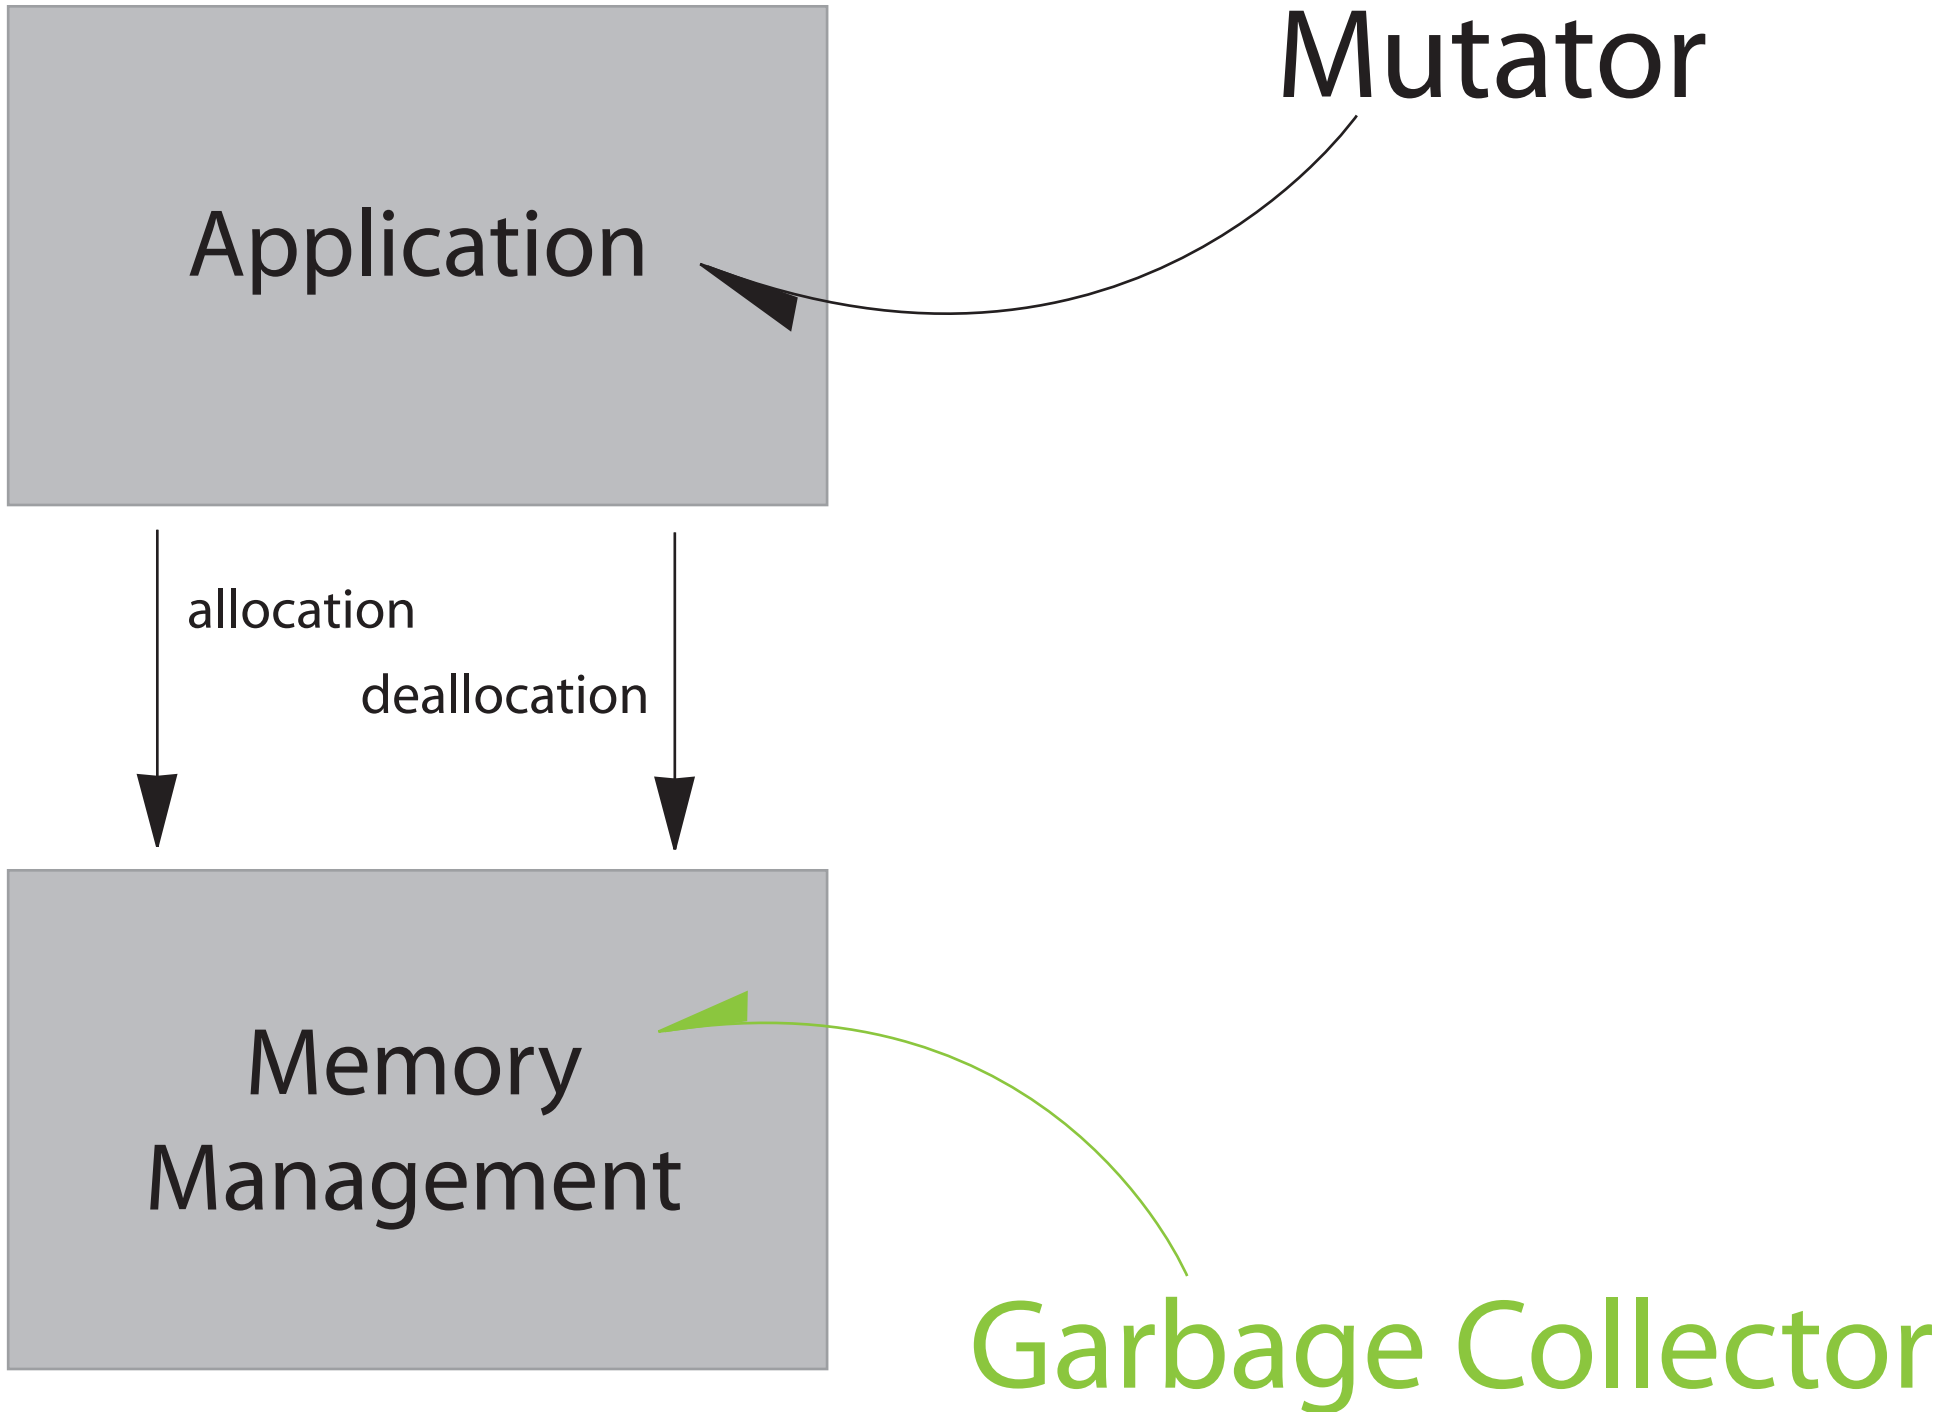 Mutator
Application
allocation
deallocation
Memory
Management
Garbage Collector